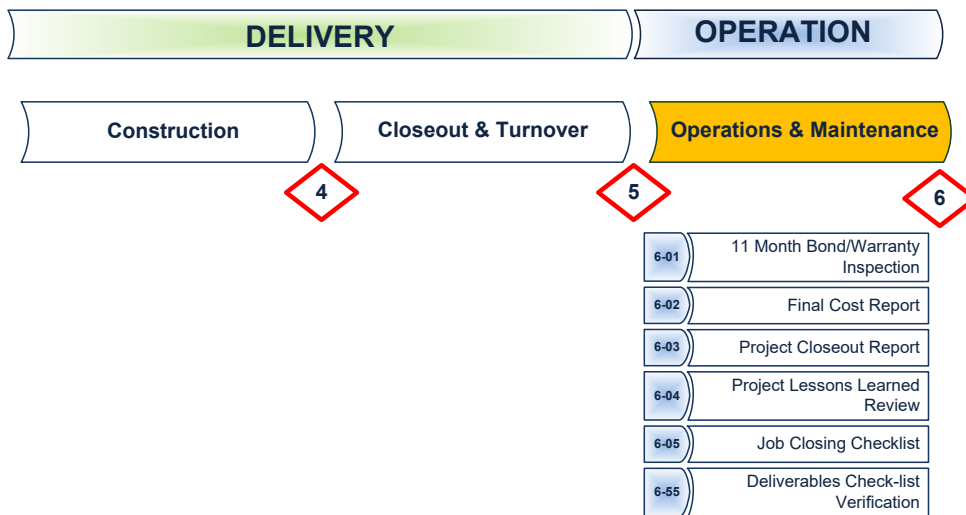 DELIVERY
OPERATION
Construction
Closeout & Turnover
Operations & Maintenance
4
5
6
6-01
11 Month Bond/Warranty
Inspection
6-02
Final Cost Report
6-03
Project Closeout Report
6-04
Project Lessons Learned
Review
6-05
Job Closing Checklist
6-55
Deliverables Check-list
Verification